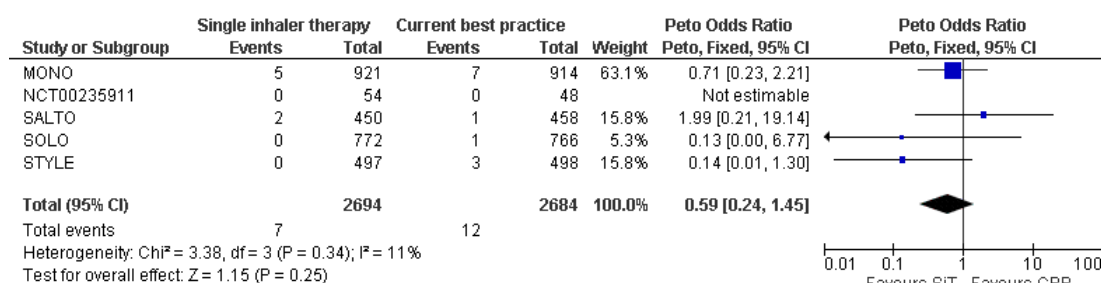 Single inhaler therapy Current best practice Peto Odds Ratio Peto Odds Ratio
Study or Subgroup Events Total Events Total Weight Peto, Fixed, 95% CI Peto, Fixed, 95% CI
MONO 5 921 7 914 63.1% 0.71 [0.23, 2.21]
NCT00235911 0 54 0 48 Not estimable
SALTO 2 450 1 458 15.8% 1.99 [0.21, 19.14]
SOLO 0 772 1 766 5.3% 0.13 [0.00, 6.77]
STYLE 0 497 3 498 15.8% 0.14 [0.01, 1.30]
Total (95% CI) 2694 2684 100.0% 0.59 [0.24, 1.45]
Total events 7 12
Heterogeneity: Chi² = 3.38, df = 3 (P = 0.34); I² = 11%
Test for overall effect: Z = 1.15 (P = 0.25)
0.01 0.1 1 10 100
Favours SiT Favours CBP